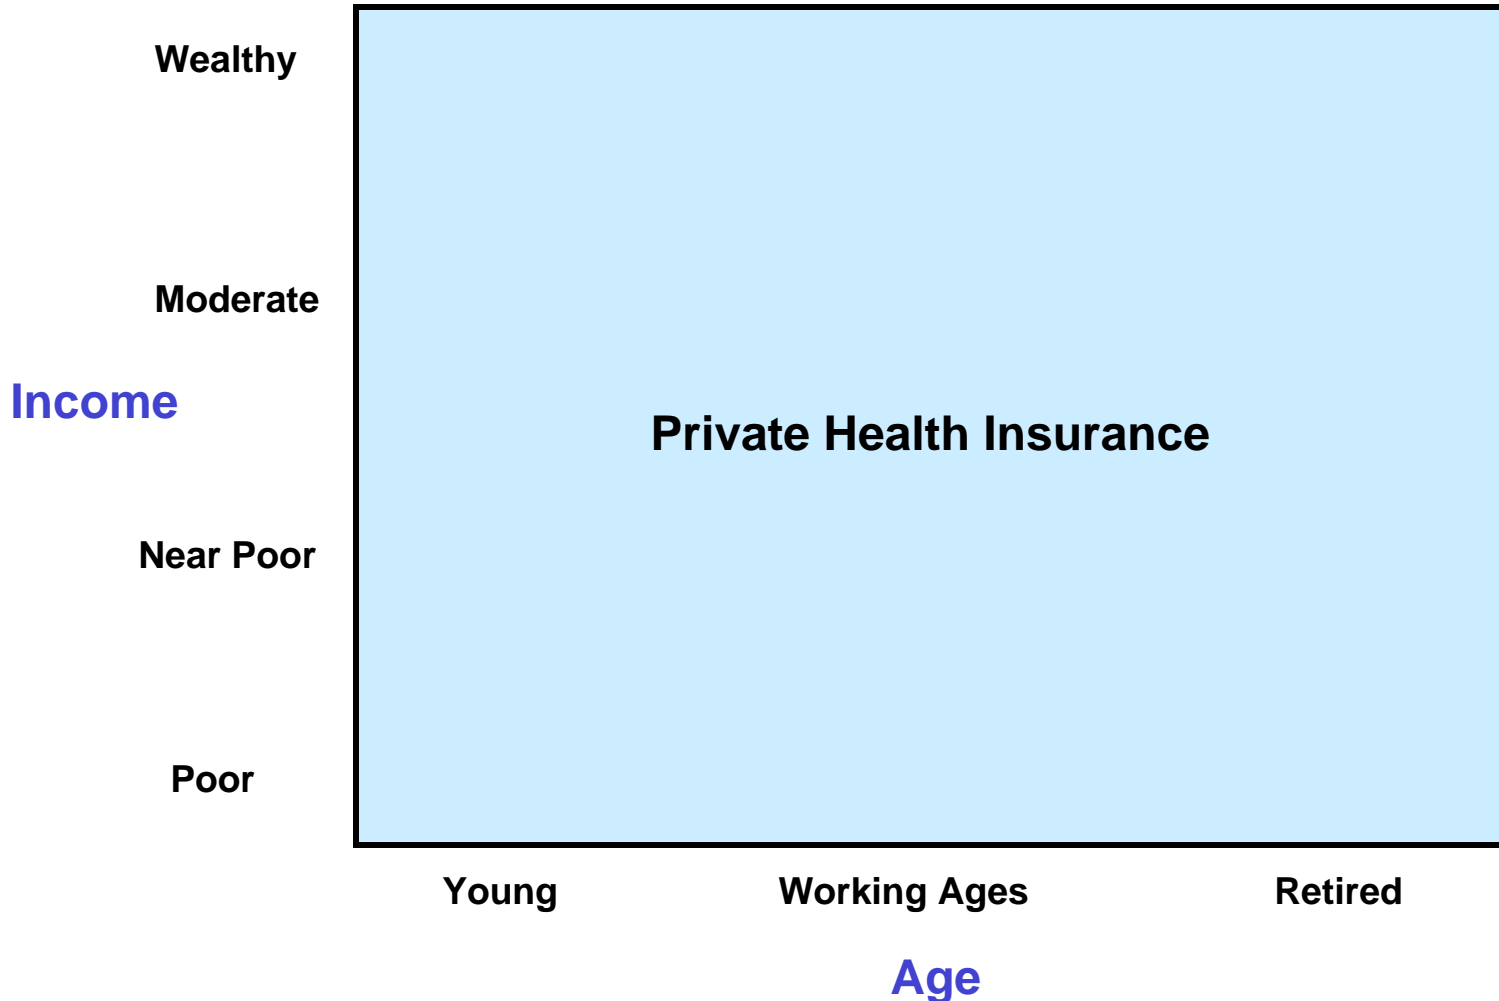 Wealthy
Moderate
Income
Private Health Insurance
Near Poor
Poor
Young
Working Ages
Retired
Age